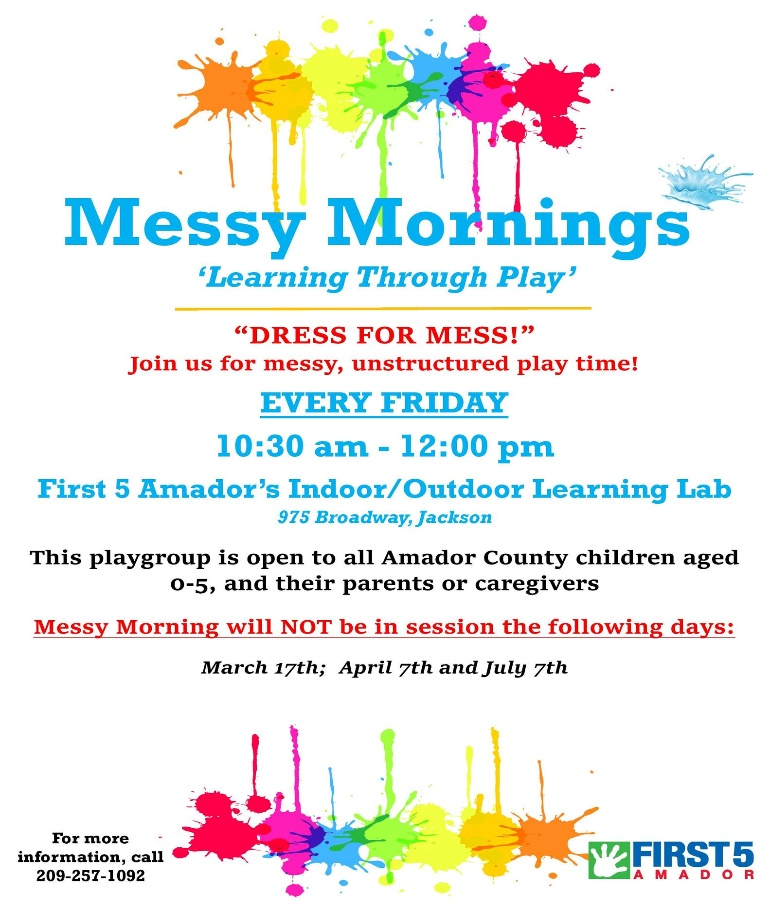 Messy Mornings
‘Learning Through Play’
“DRESS FOR MESS!”
Join us for messy, unstructured play time!
EVERY FRIDAY
10:30 am - 12:00 pm
First 5 Amador’s Indoor/Outdoor Learning Lab
975 Broadway, Jackson
This playgroup is open to all Amador County children aged
0-5, and their parents or caregivers
Messy Morning will NOT be in session the following days:
March 17th;  April 7th and July 7th
For more
information, call
209-257-1092
FIRST 5
AMADOR